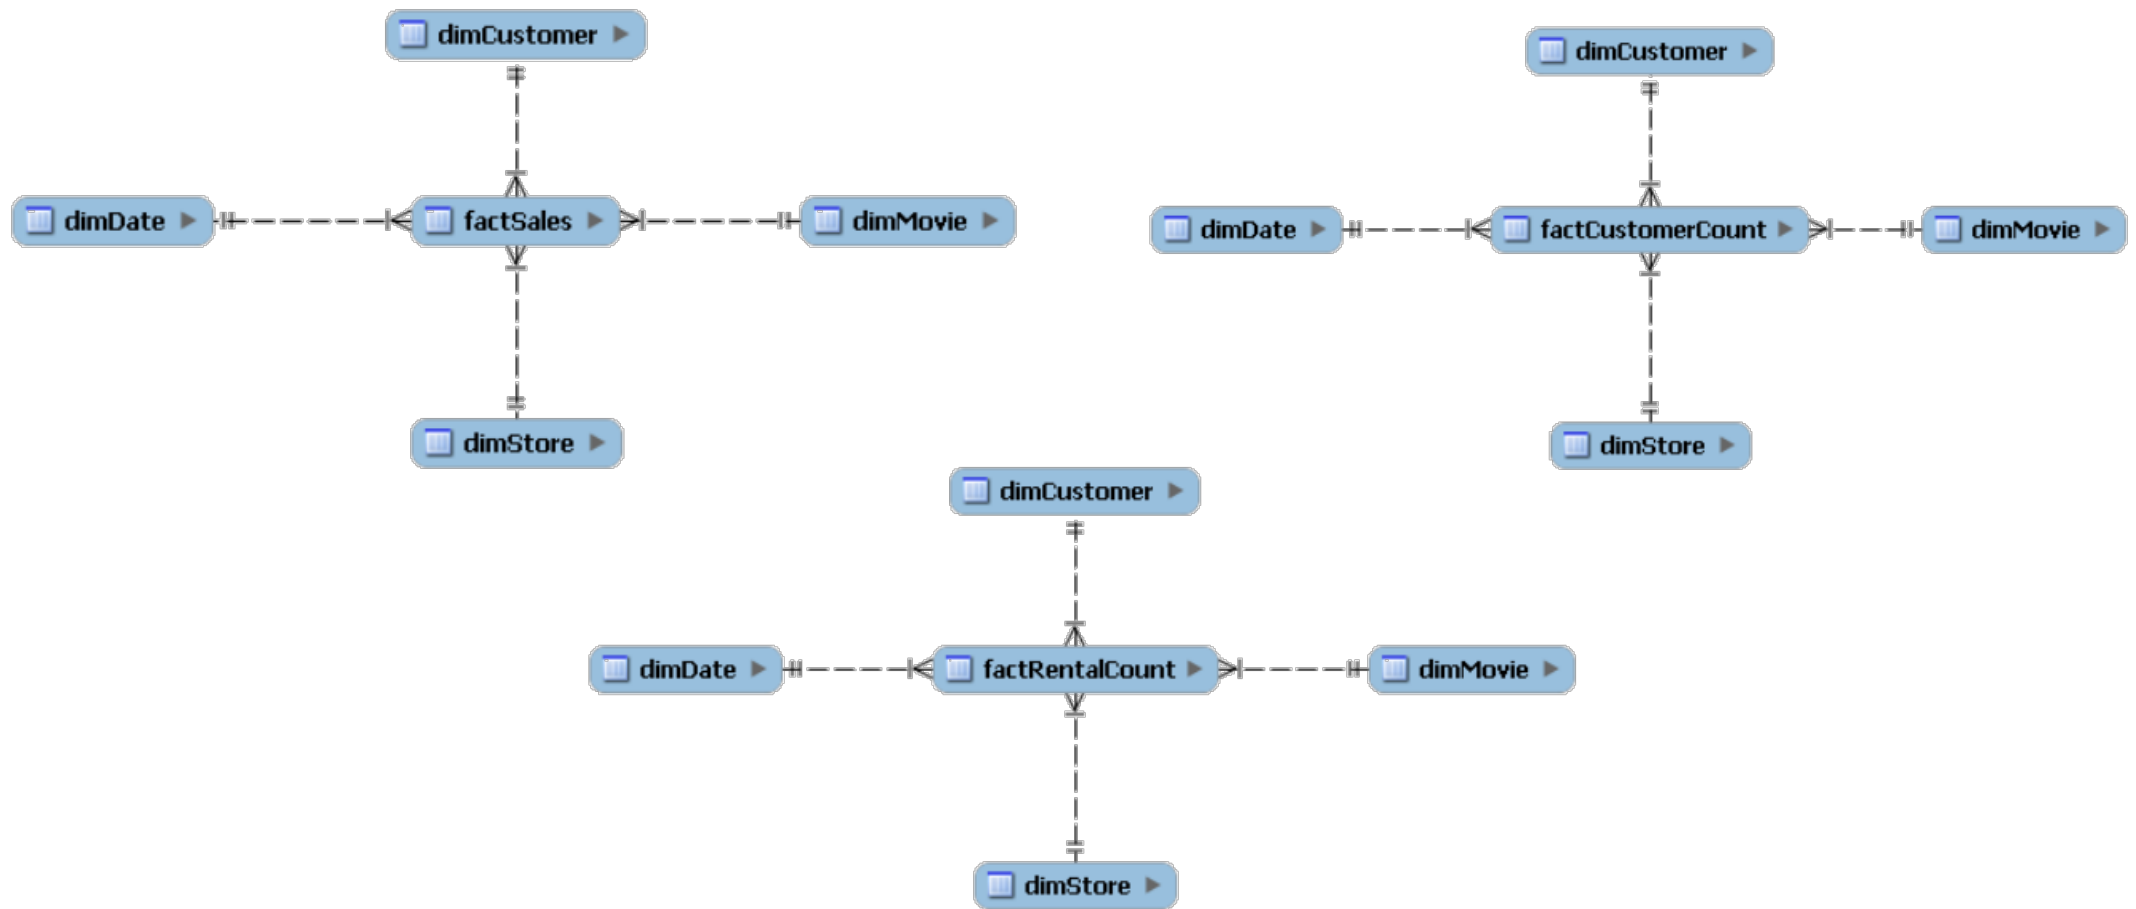 dimCustomer
dimDate
factSales
dimMovie
dimStore
dimCustomer
dimDate
factCustomerCount
dimMovie
dimStore
dimCustomer
dimDate
factRentalCount
dimMovie
dimStore